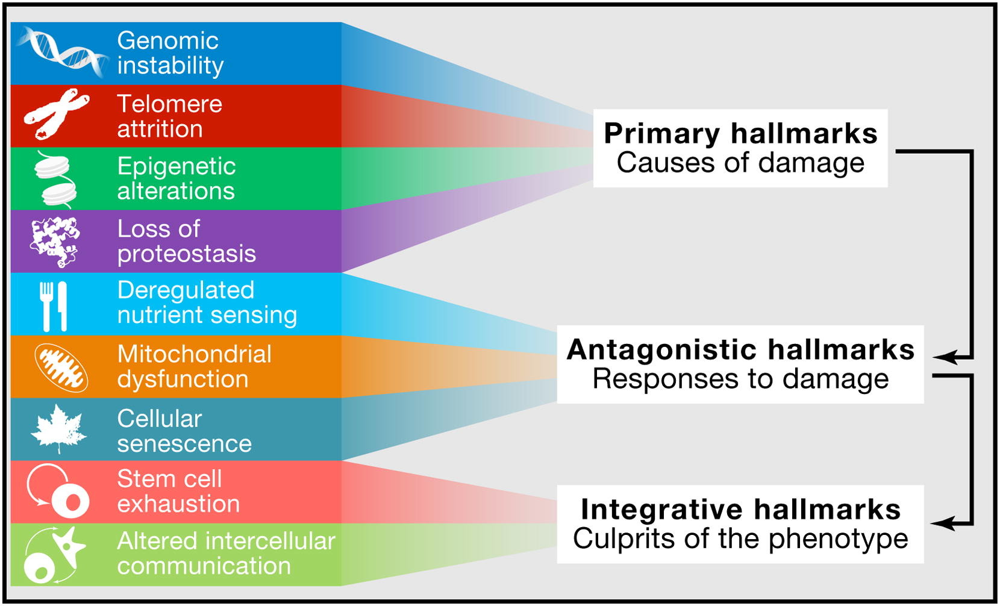 Genomic
instability
Telomere
attrition
Epigenetic
alterations
Loss of
proteostasis
Deregulated
nutrient sensing
Mitochondrial
dysfunction
Cellular
senescence
Stem cell
exhaustion
Altered intercellular
communication
Primary hallmarks
Causes of damage
Antagonistic hallmarks
Responses to damage
Integrative hallmarks
Culprits of the phenotype